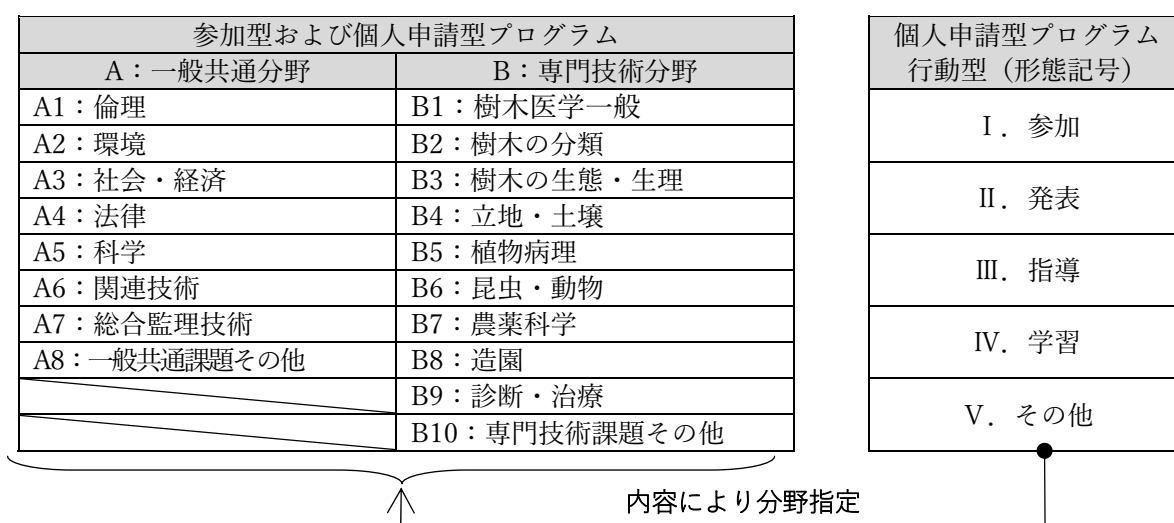 参加型および個人申請型プログラム
A：一般共通分野 B：専門技術分野
A1：倫理 B1：樹木医学一般
A2：環境 B2：樹木の分類
A3：社会・経済 B3：樹木の生態・生理
A4：法律 B4：立地・土壌
A5：科学 B5：植物病理
A6：関連技術 B6：昆虫・動物
A7：総合監理技術 B7：農薬科学
A8：一般共通課題その他 B8：造園
B9：診断・治療
B10：専門技術課題その他
個人申請型プログラム
行動型（形態記号）
Ⅰ．参加
Ⅱ．発表
Ⅲ．指導
Ⅳ．学習
Ⅴ．その他
内容により分野指定